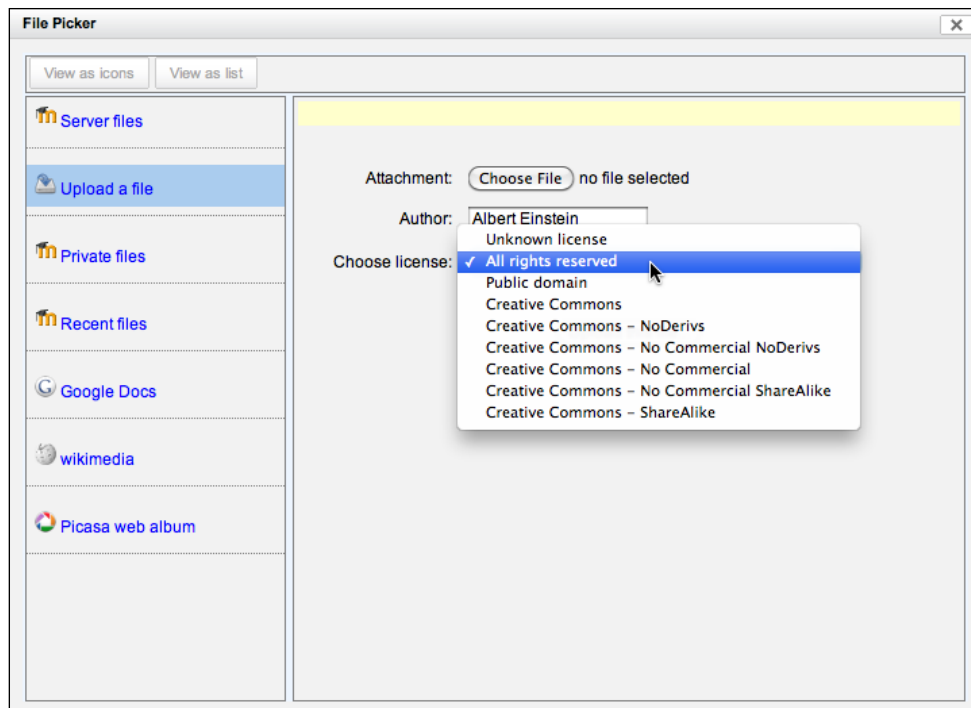 File Picker
View as icons View as list
Server files
Upload a file
Private files
Recent files
Google Docs
wikimedia
Picasa web album
Attachment: Choose File no file selected
Author: Albert Einstein
Choose license:
Unknown license
✓ All rights reserved
Public domain
Creative Commons
Creative Commons – NoDerivs
Creative Commons – No Commercial NoDerivs
Creative Commons – No Commercial
Creative Commons – No Commercial ShareAlike
Creative Commons – ShareAlike